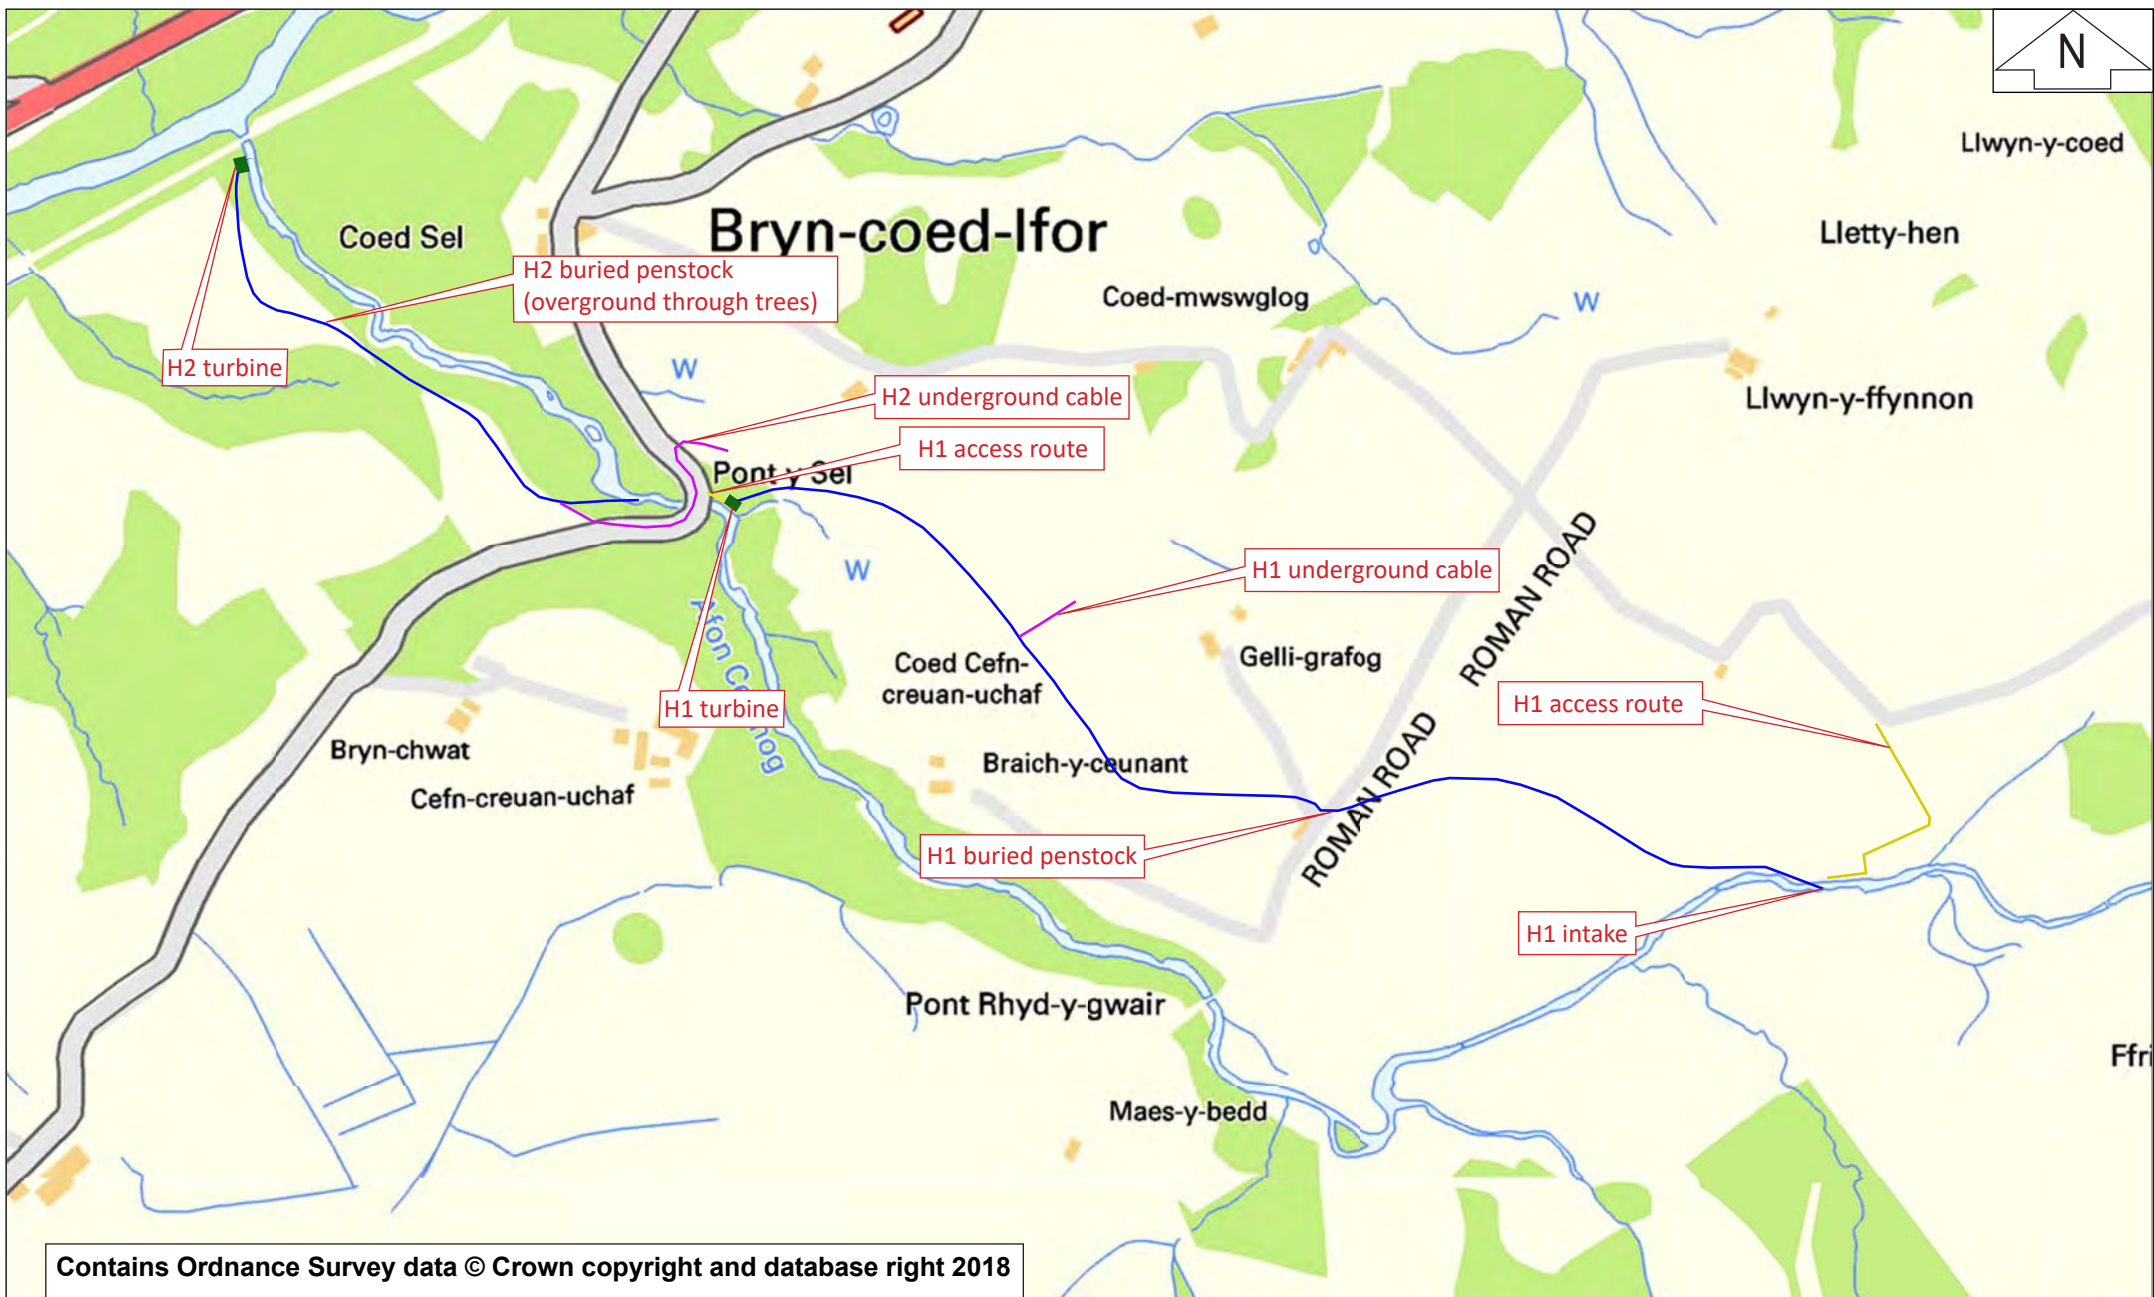 N
Llwyn-y-coed
Lletty-hen
Coed Sel
Bryn-coed-Ifor
H2 buried penstock
(overground through trees)
Coed-mwswglog
W
H2 turbine
W
H2 underground cable
Llwyn-y-ffynnon
H1 access route
Pont y Sel
W
H1 underground cable
ROMAN ROAD
Coed Cefn-
creuan-uchaf
Gelli-grafog
Afon
H1 turbine
H1 access route
Bryn-chwat
Braich-y-ceunant
ROMAN ROAD
Cefn-creuan-uchaf
H1 buried penstock
H1 intake
Pont Rhyd-y-gwair
Ffri
Maes-y-bedd
Contains Ordnance Survey data © Crown copyright and database right 2018